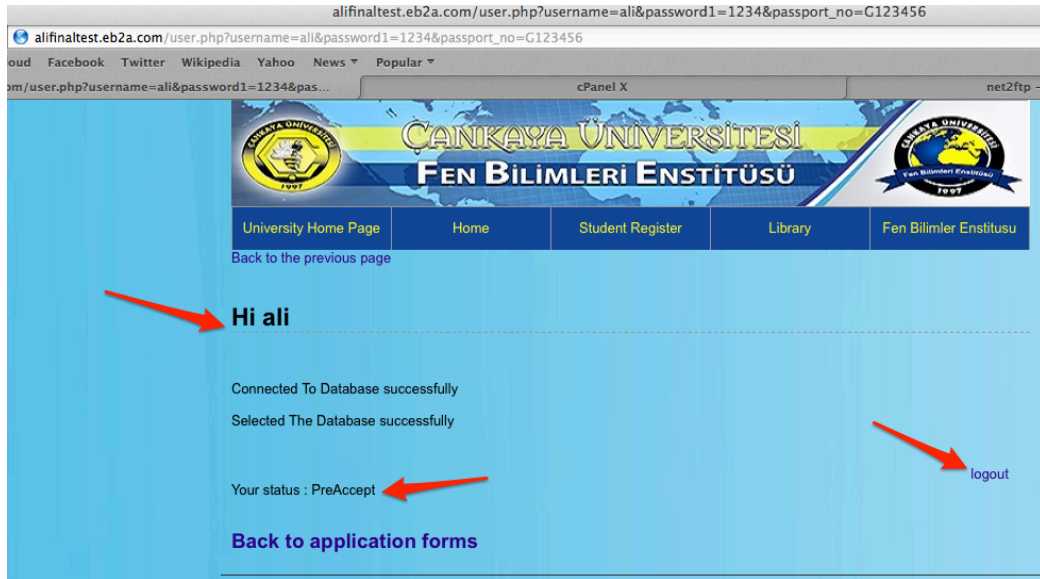 alifinaltest.eb2a.com/user.php?username=ali&password1=1234&passport_no=G123456
alifinaltest.eb2a.com/user.php?username=ali&password1=1234&passport_no=G123456
oud Facebook Twitter Wikipedia Yahoo News Popular
om/user.php?username=ali&password1=1234&pas... cPanel X net2ftp -
ÇANKAYA ÜNİVERSİTESİ
FEN BİLİMLERİ ENSTİTÜSÜ
ÇANKAYA ÜNİVERSİTESİ
1997
Fen Bilimleri Enstitüsü
1997
University Home Page Home Student Register Library Fen Bilimler Enstitusu
Back to the previous page
Hi ali
Connected To Database successfully
Selected The Database successfully
logout
Your status : PreAccept
Back to application forms